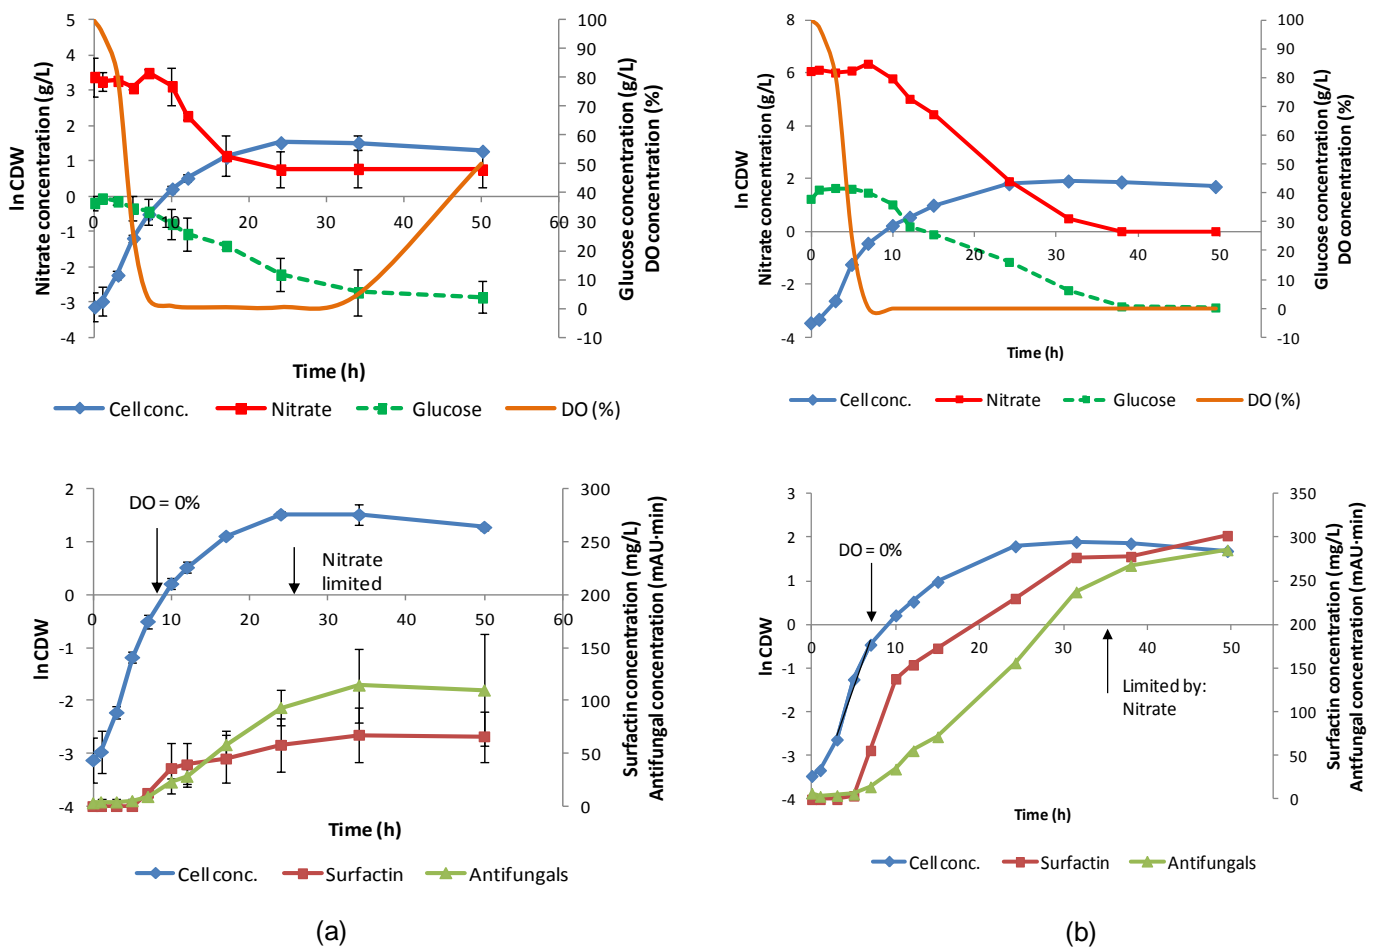 5
4
3
2
1
0
-1
-2
-3
-4
0
10
20
30
40
50
60
100
90
80
70
60
50
40
30
20
10
0
-10
ln CDW
Nitrate concentration (g/L)
Glucose concentration (g/L)
DO concentration (%)
Time (h)
Cell conc.
Nitrate
Glucose
DO (%)
8
6
4
2
0
-2
-4
0
10
20
30
40
50
60
100
90
80
70
60
50
40
30
20
10
0
-10
ln CDW
Nitrate concentration (g/L)
Glucose concentration (g/L)
DO concentration (%)
Time (h)
Cell conc.
Nitrate
Glucose
DO (%)
2
1
0
-1
-2
-3
-4
0
10
20
30
40
50
60
300
250
200
150
100
50
0
DO = 0%
Nitrate
limited
ln CDW
Surfactin concentration (mg/L)
Antifungal concentration (mAU·min)
Time (h)
Cell conc.
Surfactin
Antifungals
3
2
1
0
-1
-2
-3
-4
0
10
20
30
40
50
350
300
250
200
150
100
50
0
DO = 0%
Limited by:
Nitrate
ln CDW
Surfactin concentration (mg/L)
Antifungal concentration (mAU·min)
Time (h)
Cell conc.
Surfactin
Antifungals
(a)
(b)